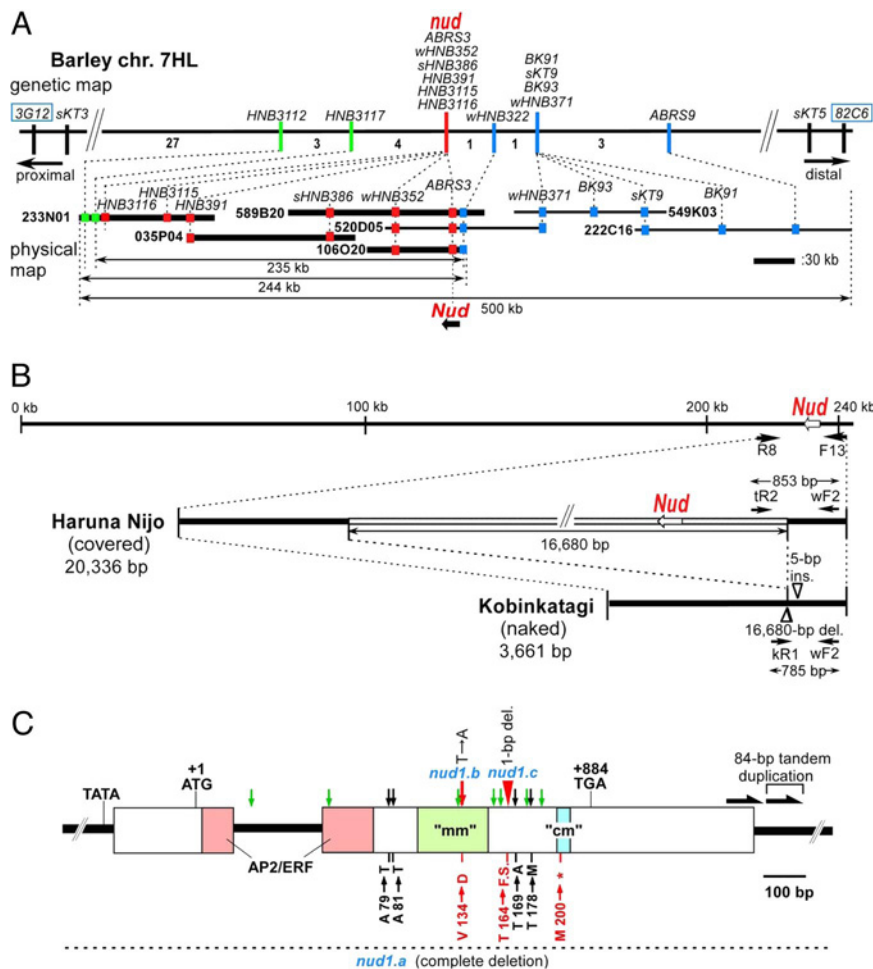 A
Barley chr. 7HL
genetic map
nud
ABRS3
wHNB352
sHNB386
HNB391
HNB3115
HNB3116
BK91
sKT9
BK93
wHNB371
3G12
sKT3
HNB3112
HNB3117
wHNB322
ABRS9
sKT5
82C6
27
3
4
1
1
3
proximal
distal
HNB3115
HNB3116
HNB391
sHNB386
wHNB352
ABRS3
wHNB371
BK93
sKT9
BK91
233N01
589B20
549K03
035P04
520D05
222C16
physical
map
106O20
235 kb
:30 kb
244 kb
500 kb
Nud
B
0 kb
100 kb
200 kb
240 kb
Nud
R8
F13
853 bp
tR2
wF2
Haruna Nijo
(covered)
20,336 bp
Nud
16,680 bp
5-bp
ins.
Kobinkatagi
(naked)
3,661 bp
16,680-bp del.
kR1
wF2
785 bp
C
T→A
1-bp del.
nud1.b
nud1.c
84-bp tandem
duplication
TATA
+1
ATG
+884
TGA
"mm"
"cm"
AP2/ERF
100 bp
A 79→T
A 81→T
V 134→D
T 164→F.S.
T 169→A
T 178→M
M 200→*
nud1.a (complete deletion)